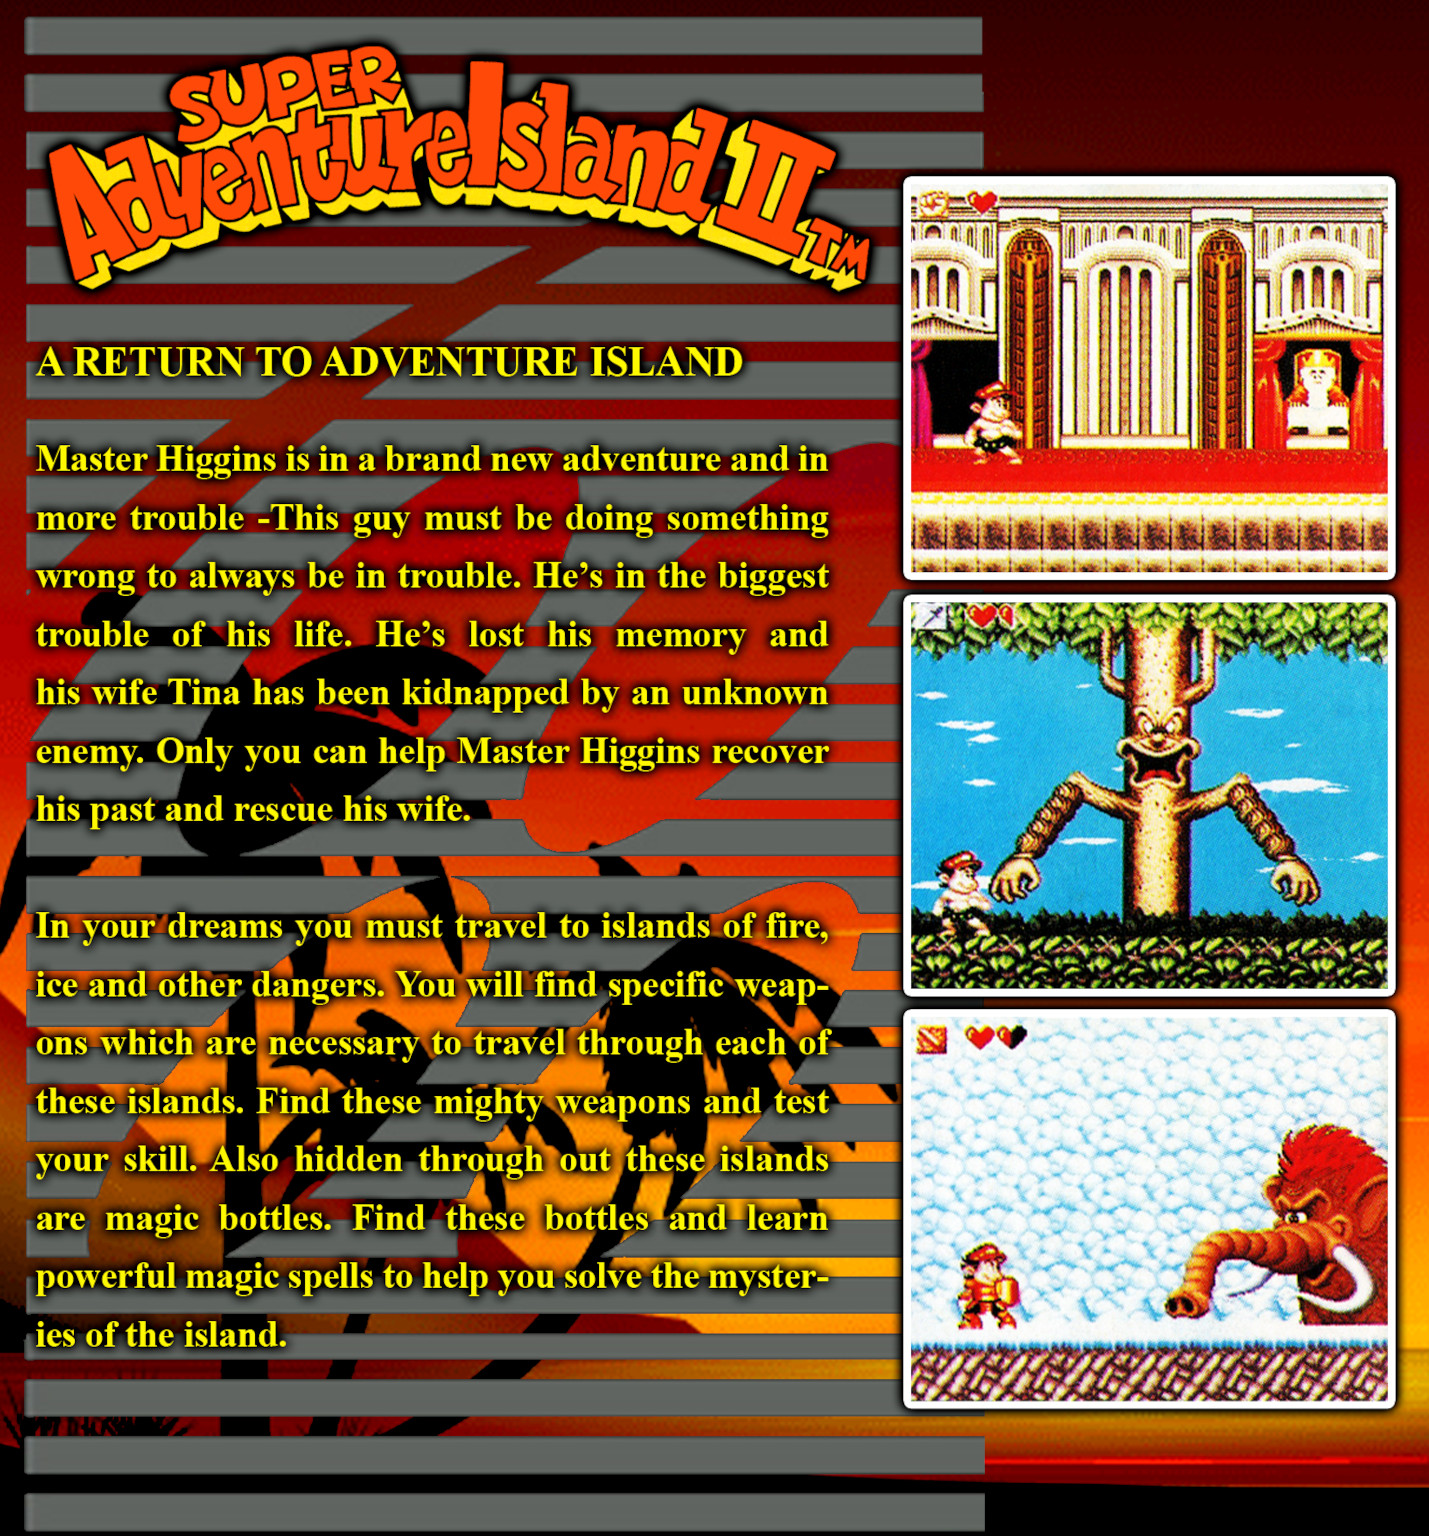 SUPER
Adventure Island II TM
A RETURN TO ADVENTURE ISLAND
Master Higgins is in a brand new adventure and in
more trouble -This guy must be doing something
wrong to always be in trouble. He’s in the biggest
trouble of his life. He’s lost his memory and
his wife Tina has been kidnapped by an unknown
enemy. Only you can help Master Higgins recover
his past and rescue his wife.
In your dreams you must travel to islands of fire,
ice and other dangers. You will find specific weap-
ons which are necessary to travel through each of
these islands. Find these mighty weapons and test
your skill. Also hidden through out these islands
are magic bottles. Find these bottles and learn
powerful magic spells to help you solve the myster-
ies of the island.